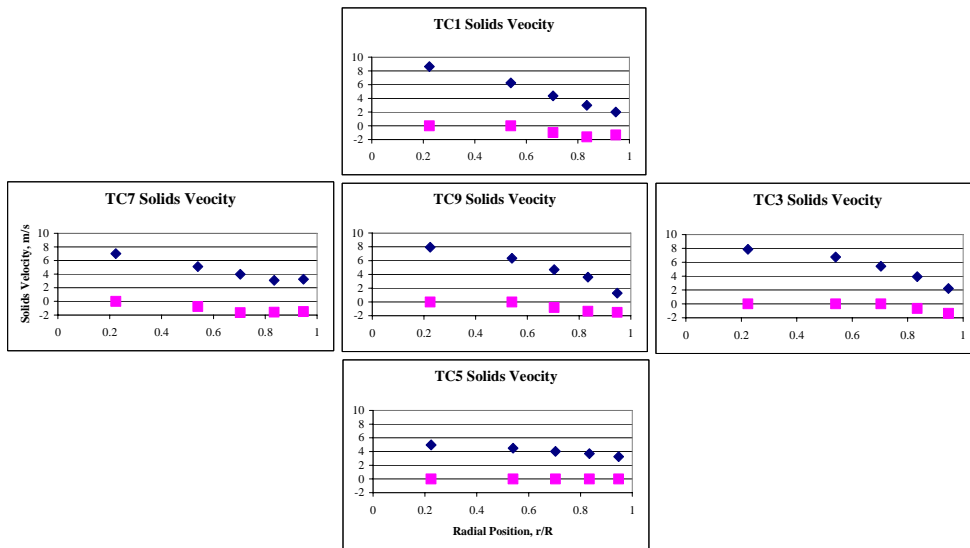 TC1 Solids Veocity
10
8
6
4
2
0
-2
0 0.2 0.4 0.6 0.8 1
TC7 Solids Veocity
Solids Velocity, m/s
10
8
6
4
2
0
-2
0 0.2 0.4 0.6 0.8 1
TC9 Solids Veocity
10
8
6
4
2
0
-2
0 0.2 0.4 0.6 0.8 1
TC3 Solids Veocity
10
8
6
4
2
0
-2
0 0.2 0.4 0.6 0.8 1
TC5 Solids Veocity
10
8
6
4
2
0
-2
0 0.2 0.4 0.6 0.8 1
Radial Position, r/R